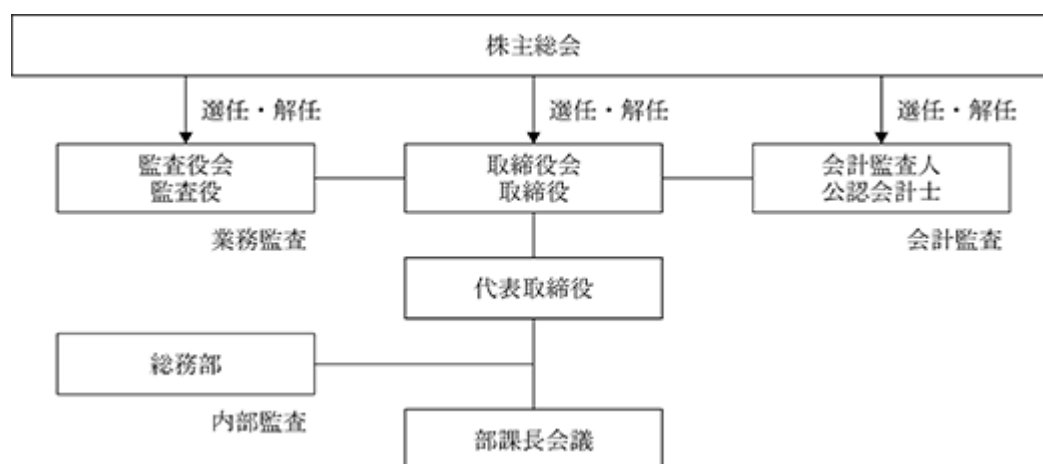 株主総会
選任・解任
選任・解任
選任・解任
監査役会
監査役
取締役会
取締役
会計監査人
公認会計士
業務監査
会計監査
代表取締役
総務部
内部監査
部課長会議